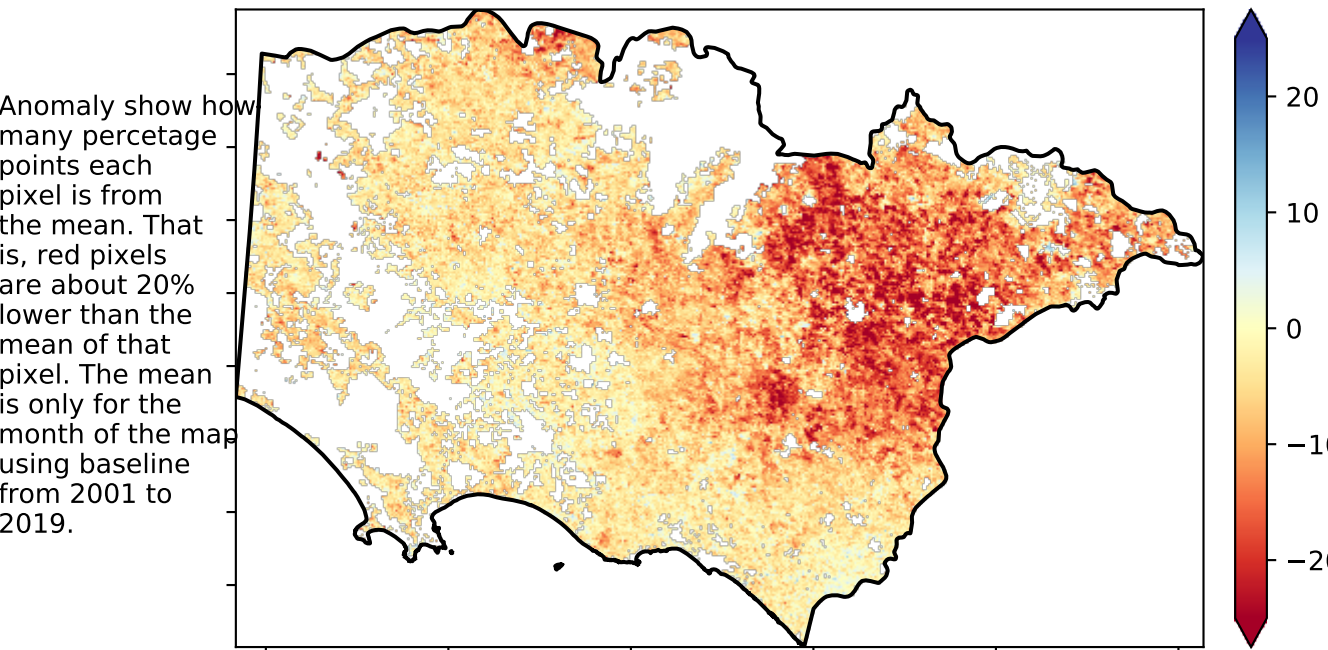 Anomaly show how
many percetage
points each
pixel is from
the mean. That
is, red pixels
are about 20%
lower than the
mean of that
pixel. The mean
is only for the
month of the map
using baseline
from 2001 to
2019.
20
10
0
−10
−20